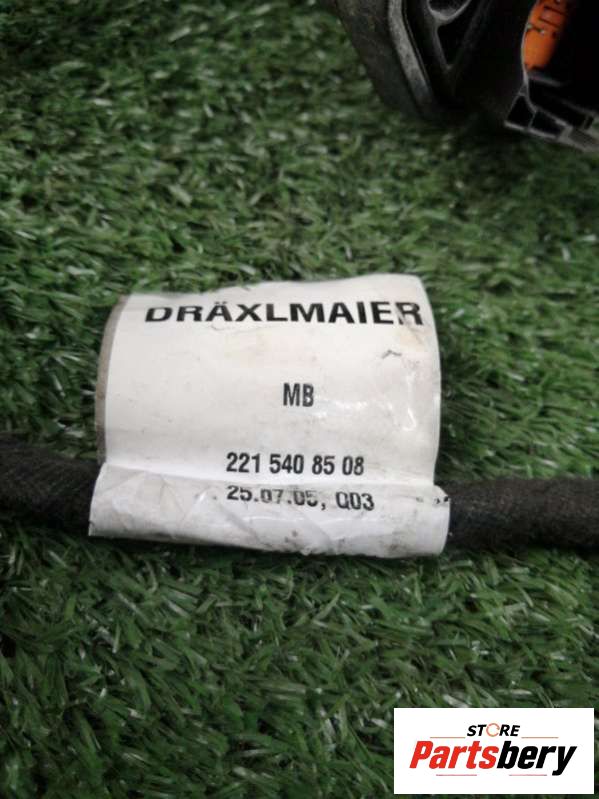 DRÄXLMAIER
MB
221 540 85 08
25.07.05, Q03
STORE
Partsbery